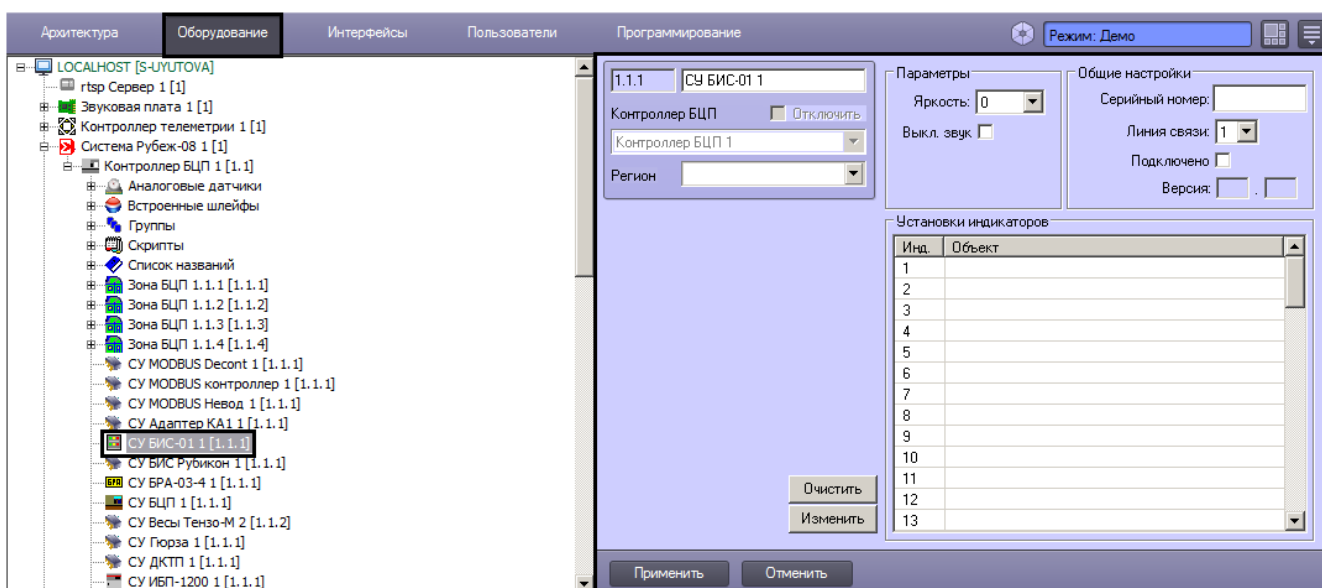 Архитектура
Оборудование
Интерфейсы
Пользователи
Программирование
Режим: Демо
LOCALHOST [S-UYUTOVA]
rtsp Сервер 1 [1]
Звуковая плата 1 [1]
Контроллер телеметрии 1 [1]
Система Рубеж-08 1 [1]
Контроллер БЦП 1 [1.1]
Аналоговые датчики
Встроенные шлейфы
Группы
Скрипты
Список названий
Зона БЦП 1.1.1 [1.1.1]
Зона БЦП 1.1.2 [1.1.2]
Зона БЦП 1.1.3 [1.1.3]
Зона БЦП 1.1.4 [1.1.4]
СУ MODBUS Decont 1 [1.1.1]
СУ MODBUS контроллер 1 [1.1.1]
СУ MODBUS Невод 1 [1.1.1]
СУ Адаптер КА1 1 [1.1.1]
СУ БИС-01 1 [1.1.1]
СУ БИС Рубикон 1 [1.1.1]
СУ БРА-03-4 1 [1.1.1]
СУ БЦП 1 [1.1.1]
СУ Весы Тензо-М 2 [1.1.2]
СУ Гюрза 1 [1.1.1]
СУ ДКТП 1 [1.1.1]
СУ ИБП-1200 1 [1.1.1]
1.1.1 СУ БИС-01 1
Контроллер БЦП Отключить
Контроллер БЦП 1
Регион
Очистить
Изменить
Параметры
Яркость: 0
Выкл. звук
Общие настройки
Серийный номер:
Линия связи: 1
Подключено
Версия: .
Установки индикаторов
Инд. Объект
1
2
3
4
5
6
7
8
9
10
11
12
13
Применить Отменить